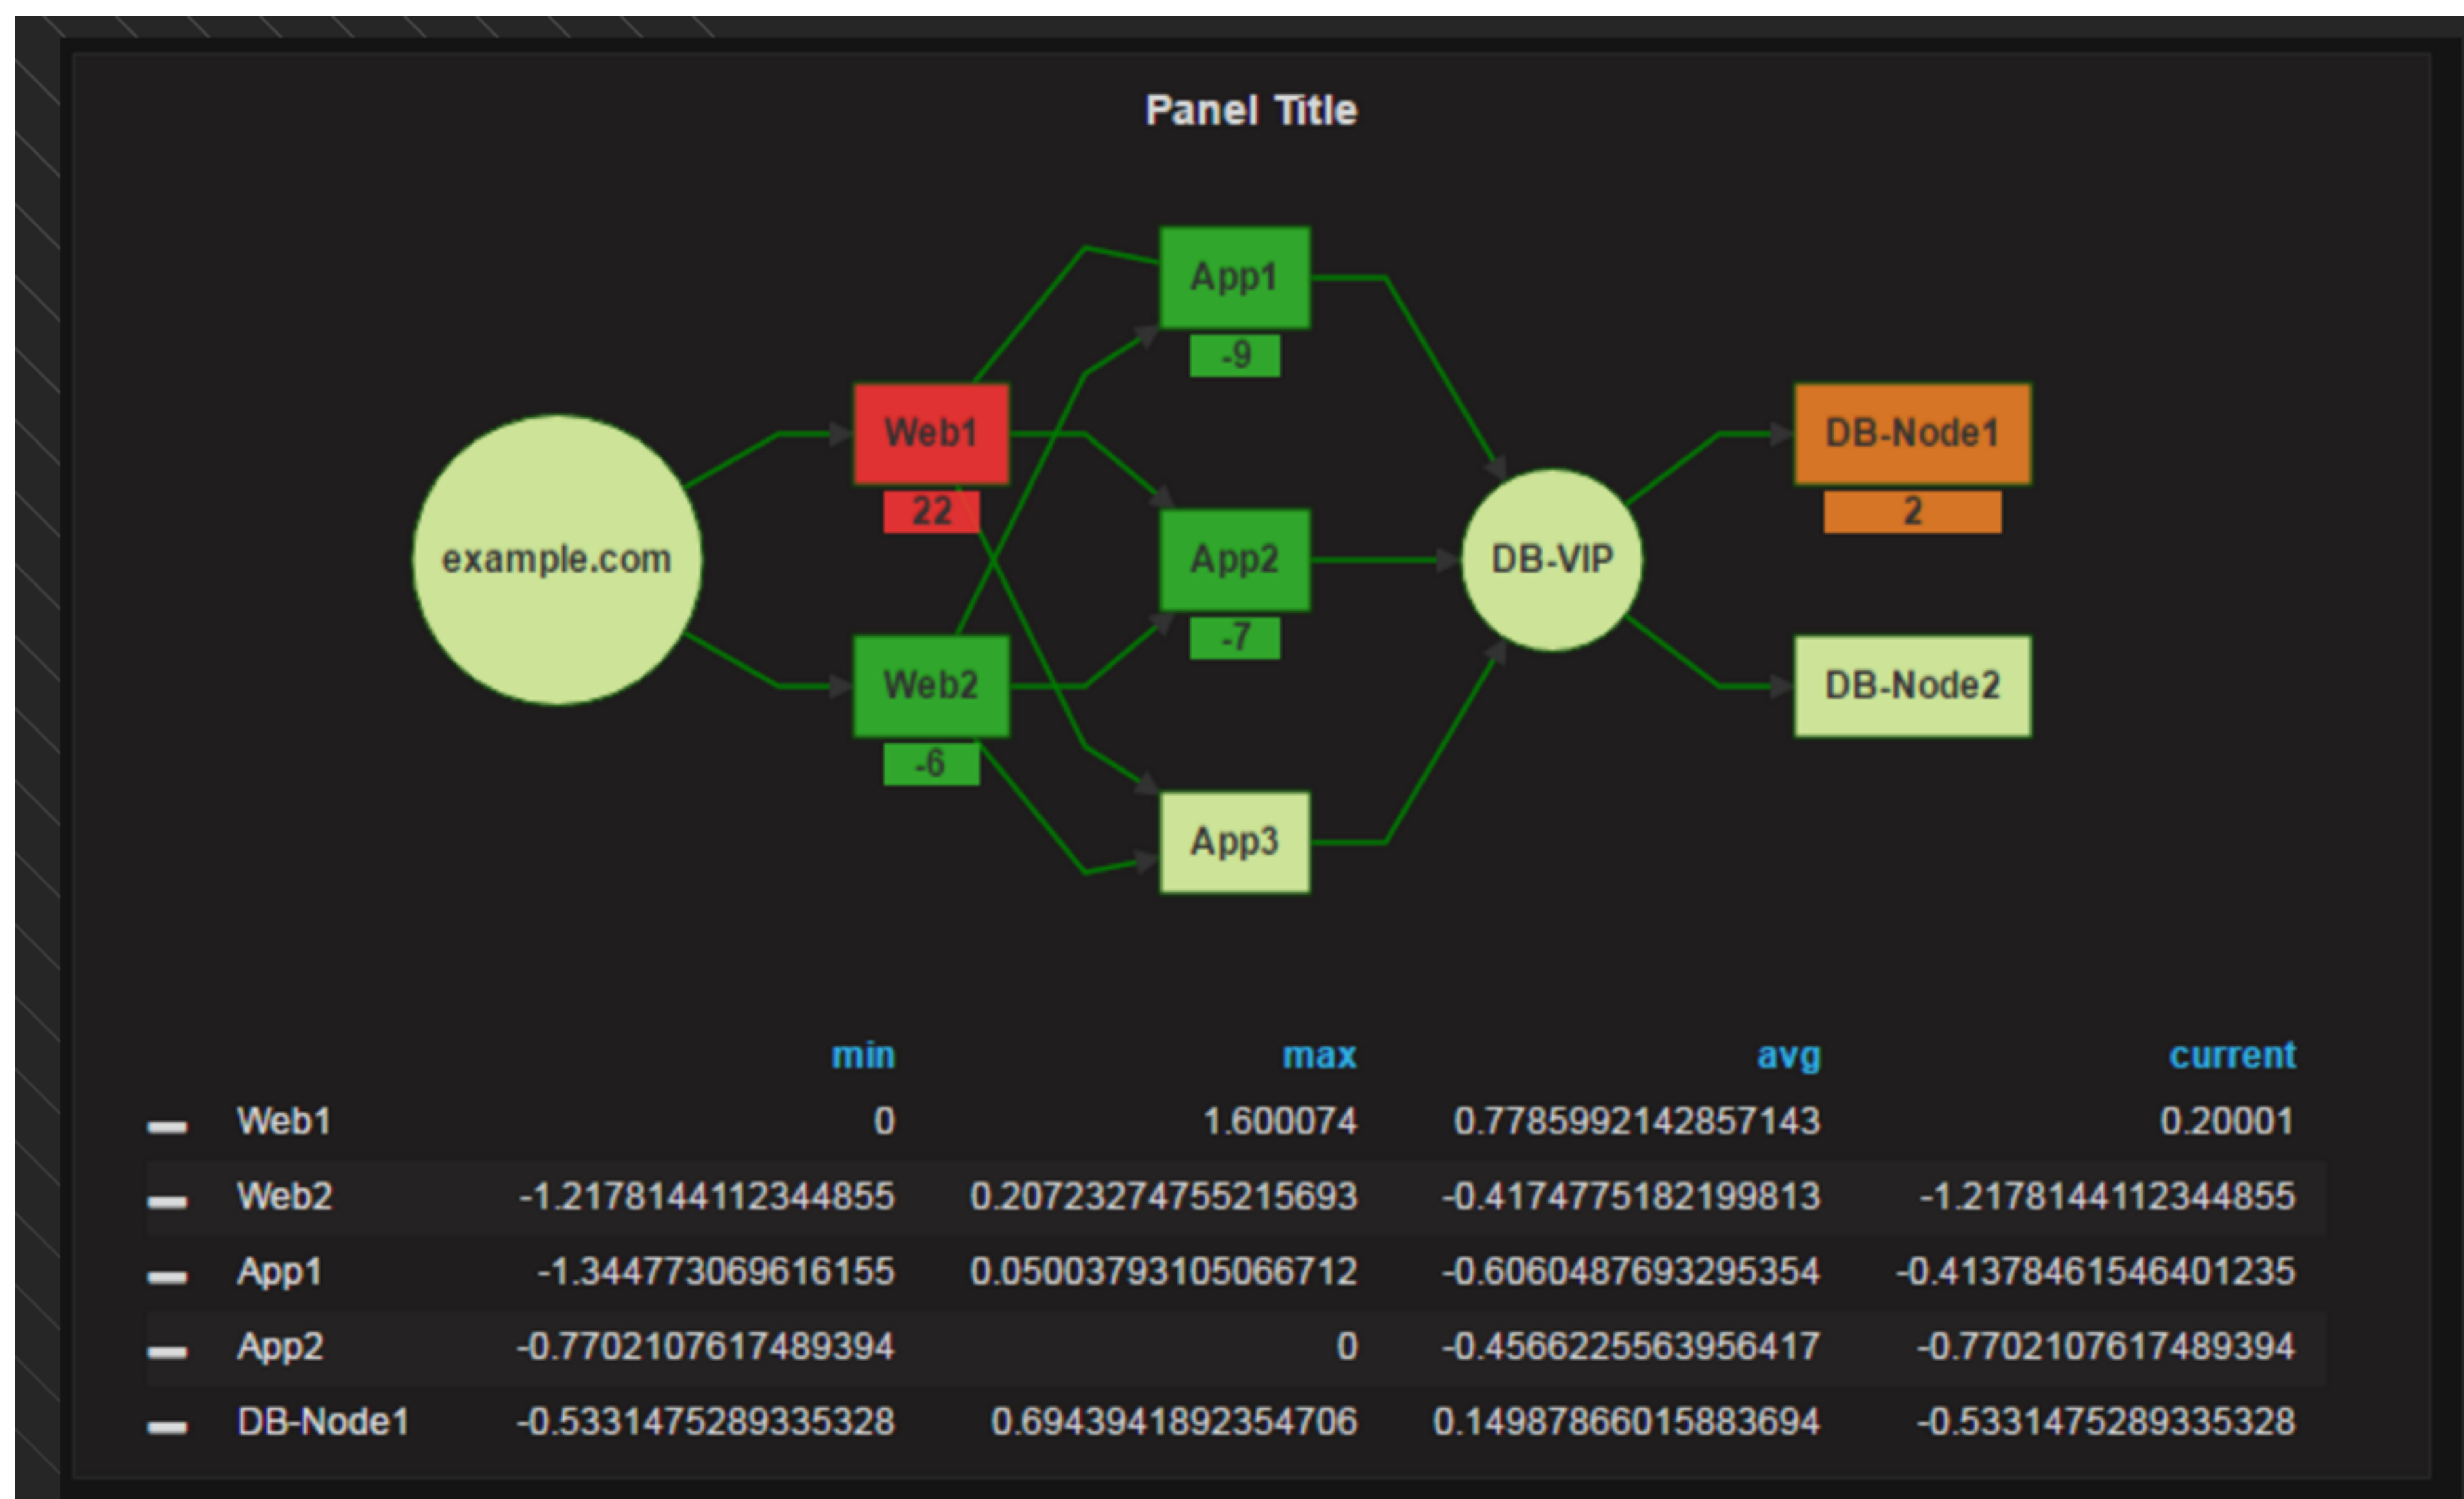 Panel Title
App1
-9
Web1
22
DB-Node1
2
example.com
App2
-7
DB-VIP
Web2
-6
DB-Node2
App3
min max avg current
Web1 0 1.600074 0.7785992142857143 0.20001
Web2 -1.2178144112344855 0.20723274755215693 -0.4174775182199813 -1.2178144112344855
App1 -1.344773069616155 0.05003793105066712 -0.6060487693295354 -0.41378461546401235
App2 -0.7702107617489394 0 -0.4566225563956417 -0.7702107617489394
DB-Node1 -0.5331475289335328 0.6943941892354706 0.14987866015883694 -0.5331475289335328